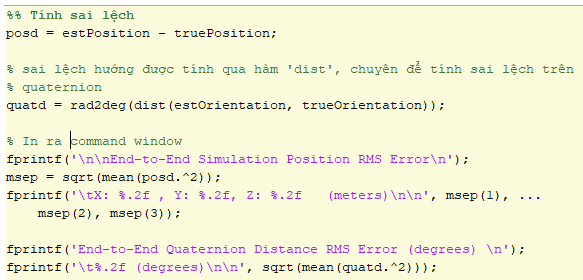 %% Tính sai lệch
posd = estPosition - truePosition;
% sai lệch hướng được tính qua hàm 'dist', chuyên để tính sai lệch trên
% quaternion
quatd = rad2deg(dist(estOrientation, trueOrientation));
% In ra command window
fprintf('\n\nEnd-to-End Simulation Position RMS Error\n');
msep = sqrt(mean(posd.^2));
fprintf('\tX: %.2f , Y: %.2f, Z: %.2f   (meters)\n\n', msep(1), ...
    msep(2), msep(3));
fprintf('End-to-End Quaternion Distance RMS Error (degrees) \n');
fprintf('\t%.2f (degrees)\n\n', sqrt(mean(quatd.^2)));